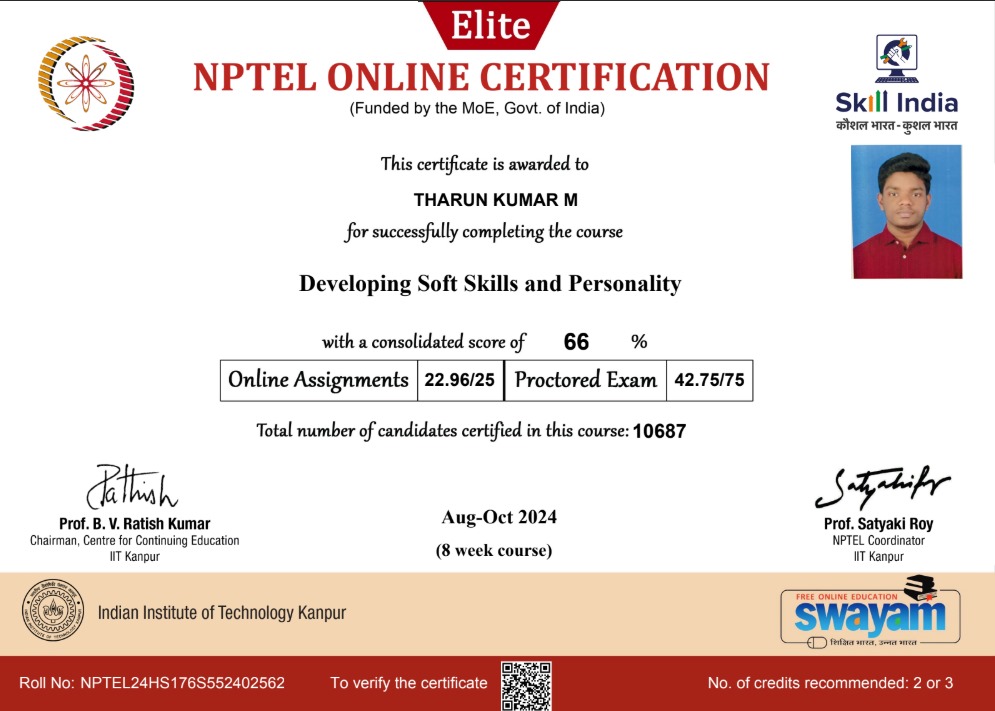 Elite
NPTEL ONLINE CERTIFICATION
(Funded by the MoE, Govt. of India)
Skill India
कौशल भारत - कुशल भारत
This certificate is awarded to
THARUN KUMAR M
for successfully completing the course
Developing Soft Skills and Personality
with a consolidated score of 66 %
Online Assignments 22.96/25 Proctored Exam 42.75/75
Total number of candidates certified in this course: 10687
Prof. B. V. Ratish Kumar
Chairman, Centre for Continuing Education
IIT Kanpur
Aug-Oct 2024
(8 week course)
Prof. Satyaki Roy
NPTEL Coordinator
IIT Kanpur
Indian Institute of Technology Kanpur
FREE ONLINE EDUCATION
swayam
शिक्षित भारत, उन्नत भारत
Roll No: NPTEL24HS176S552402562
To verify the certificate
No. of credits recommended: 2 or 3